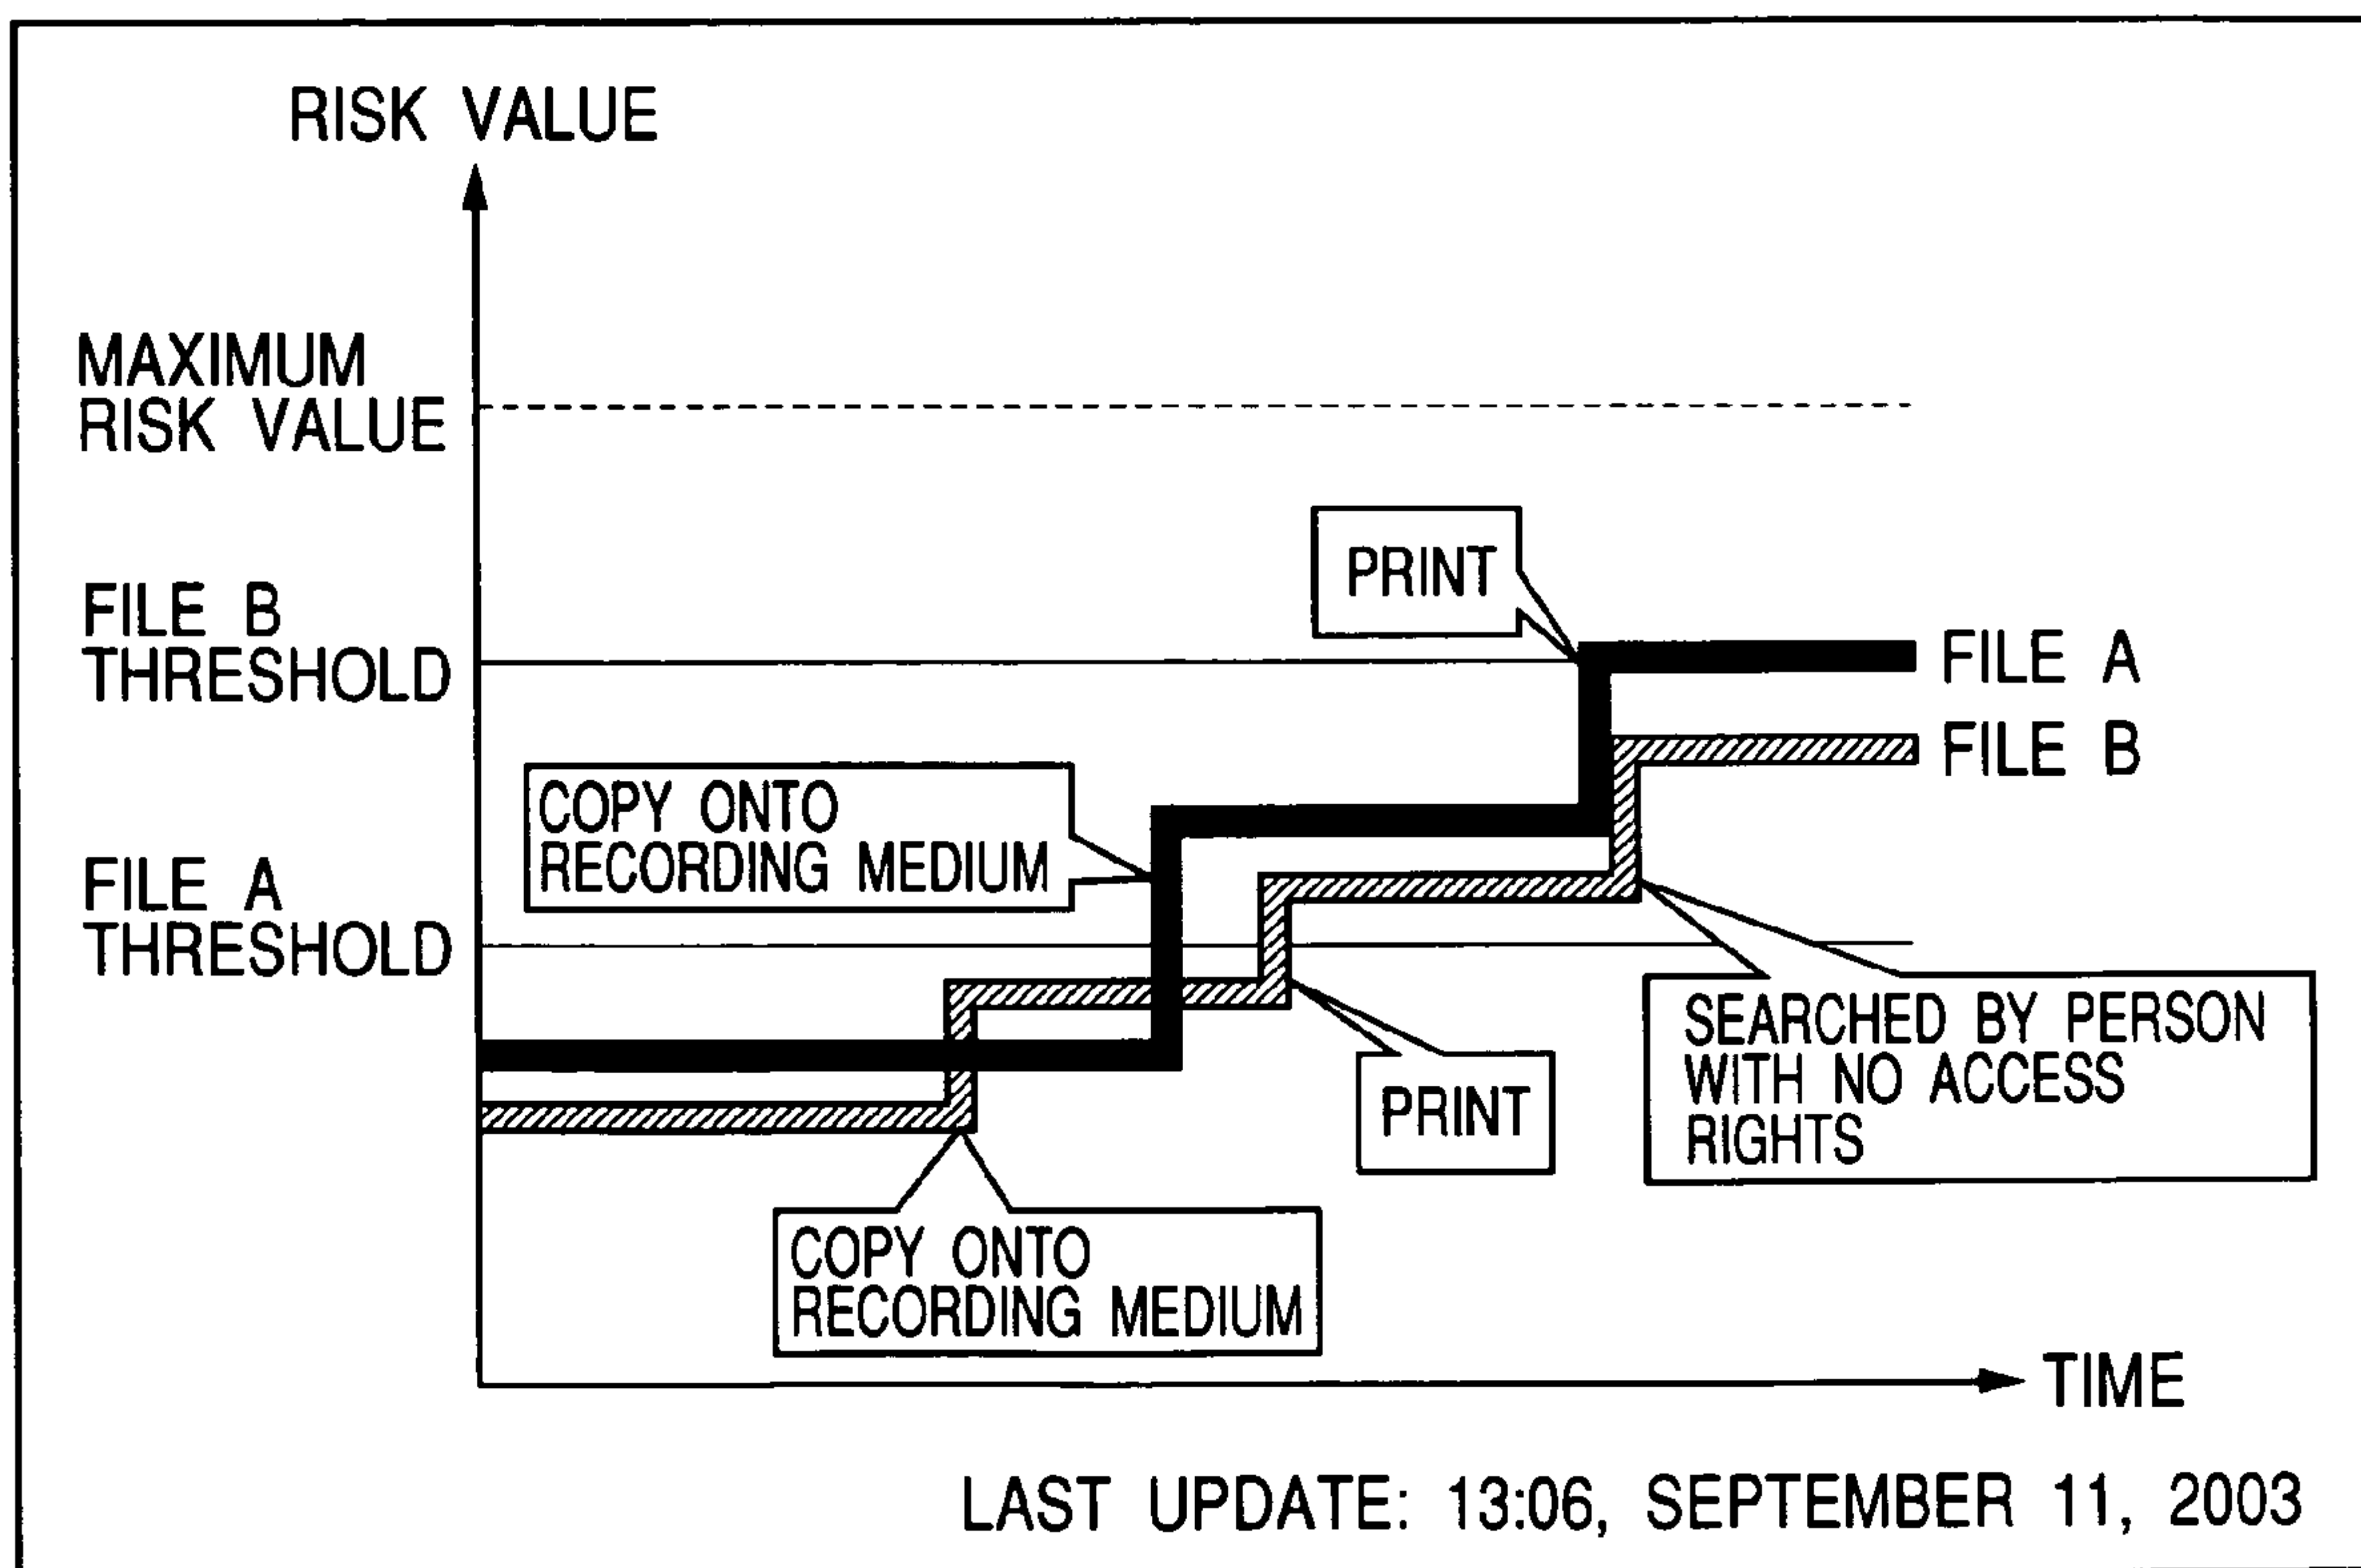 RISK VALUE
MAXIMUM
RISK VALUE
PRINT
FILE B
THRESHOLD
FILE A
FILE B
COPY ONTO
RECORDING MEDIUM
FILE A
THRESHOLD
SEARCHED BY PERSON
WITH NO ACCESS
RIGHTS
PRINT
COPY ONTO
RECORDING MEDIUM
TIME
LAST UPDATE: 13:06, SEPTEMBER 11, 2003